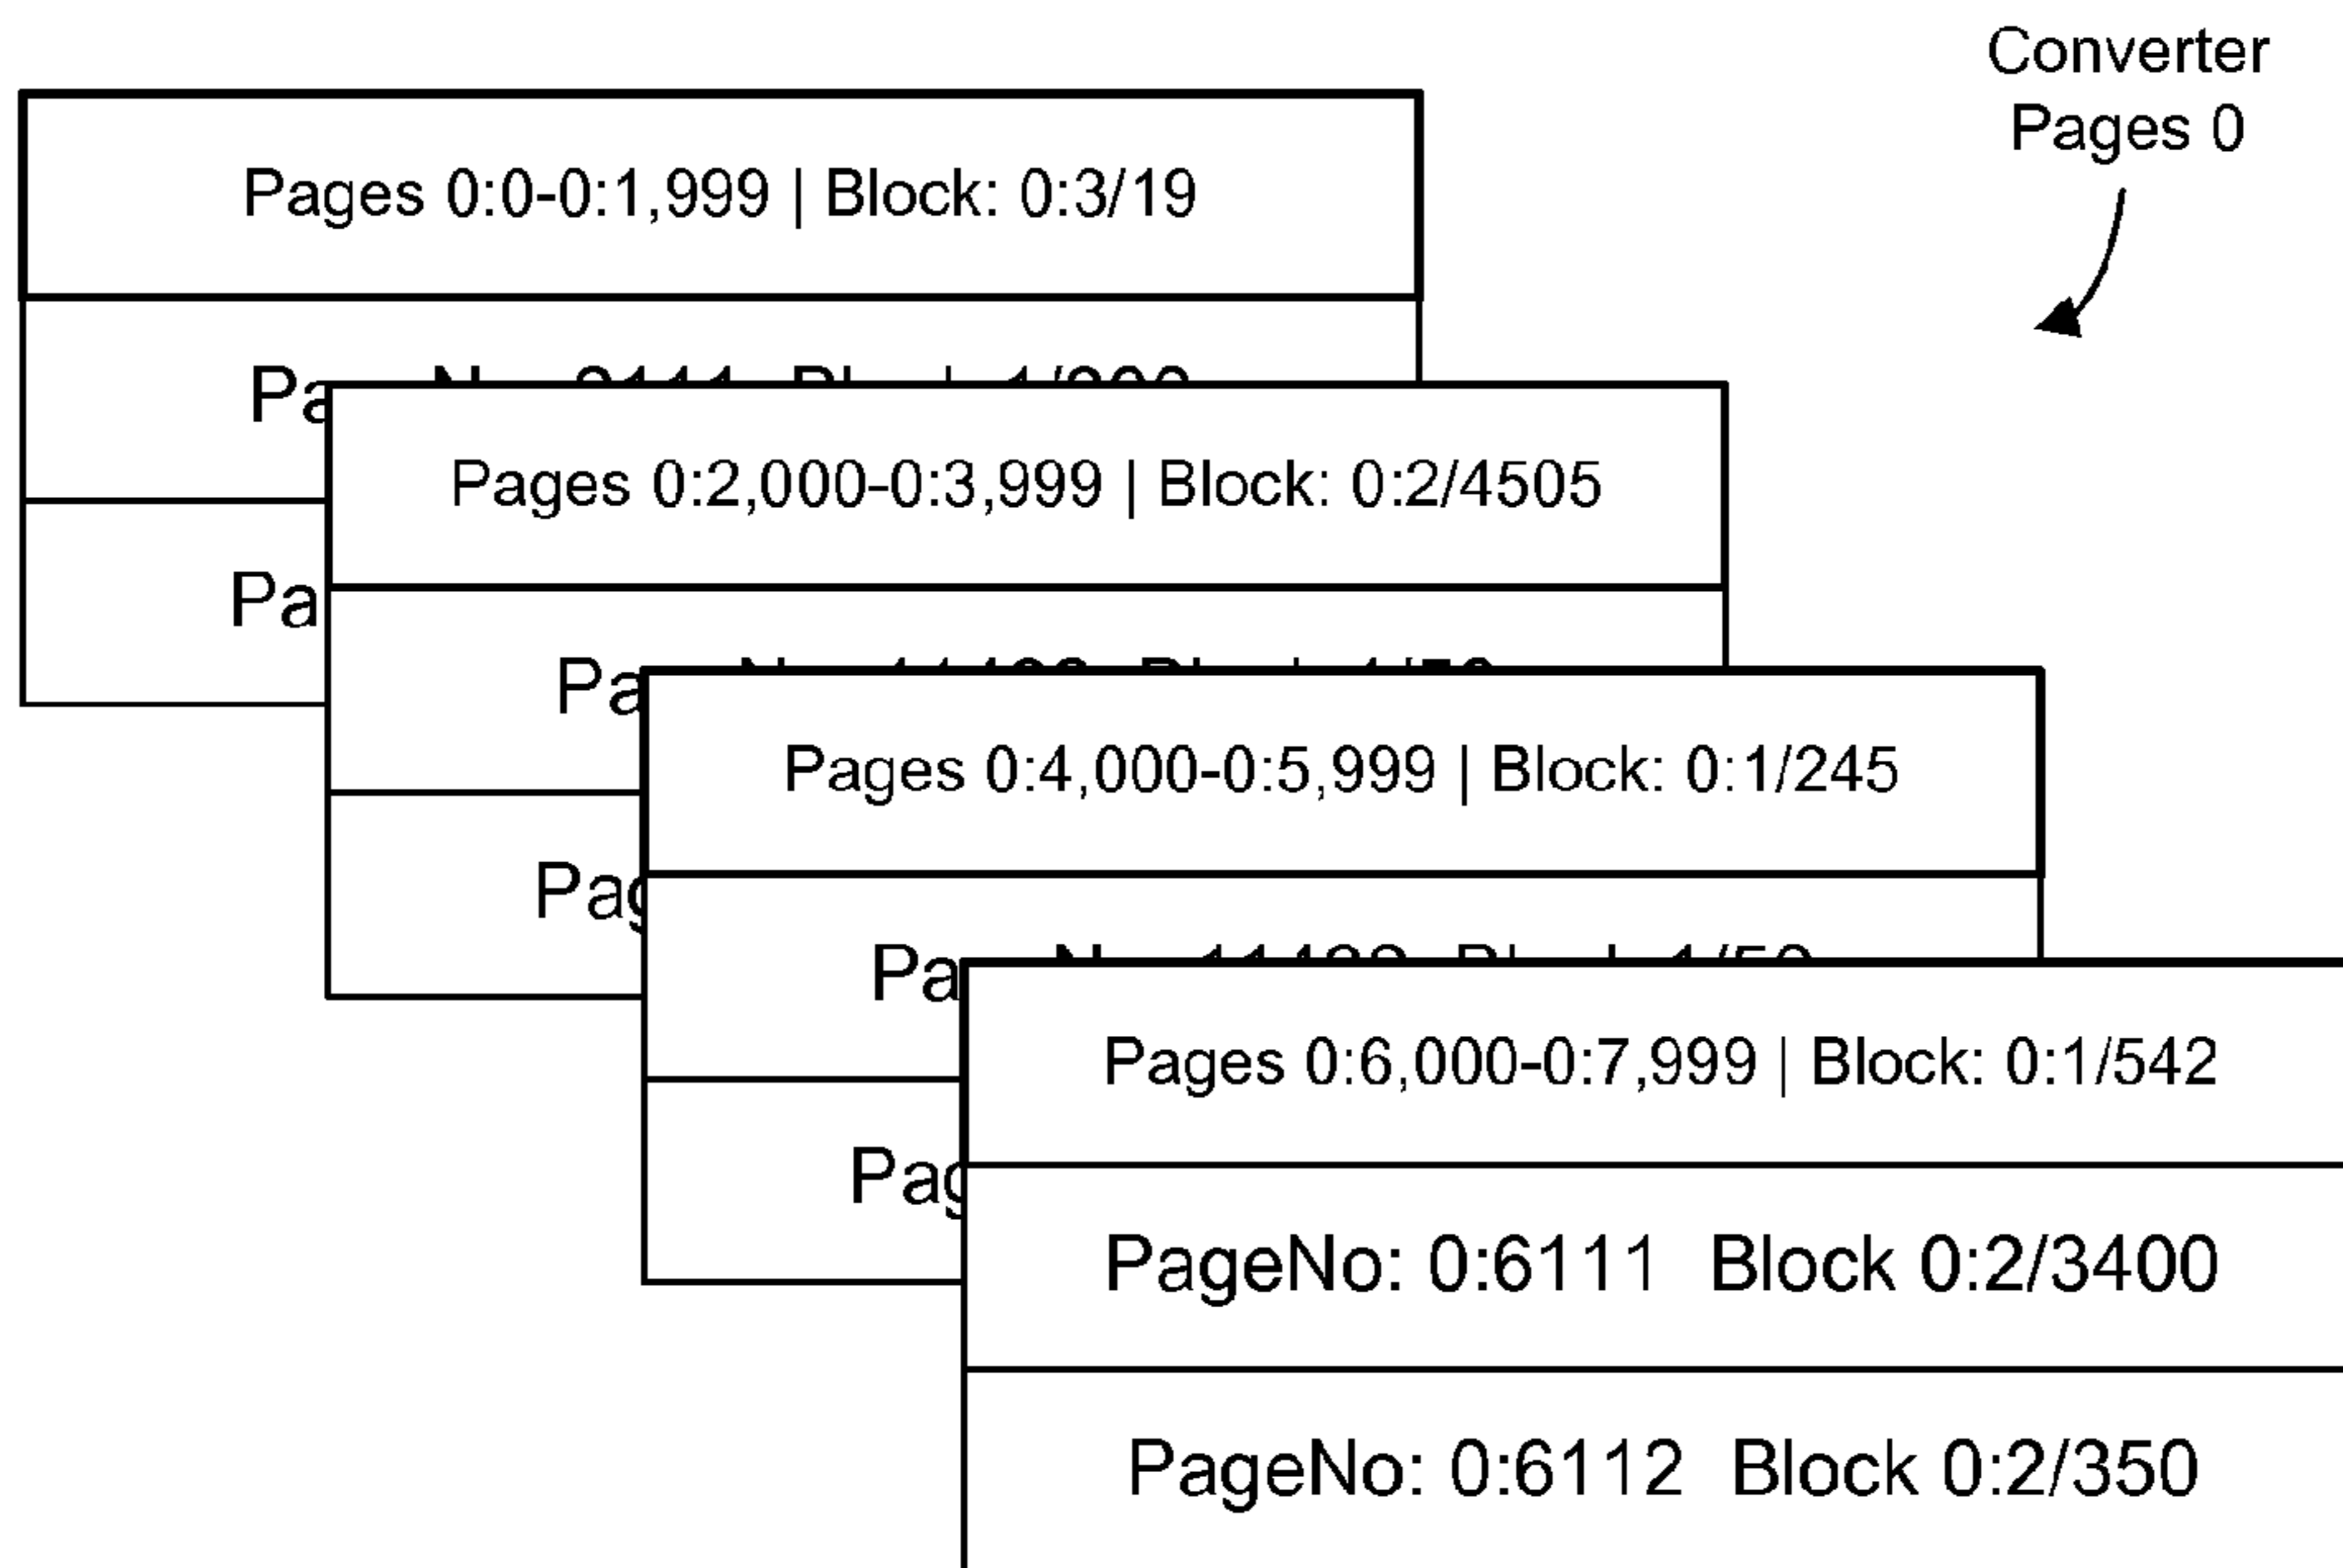 Converter
Pages 0
Pages 0:0-0:1,999 | Block: 0:3/19
Pages 0:2,000-0:3,999 | Block: 0:2/4505
Pages 0:4,000-0:5,999 | Block: 0:1/245
Pages 0:6,000-0:7,999 | Block: 0:1/542
PageNo: 0:6111 Block 0:2/3400
PageNo: 0:6112 Block 0:2/350